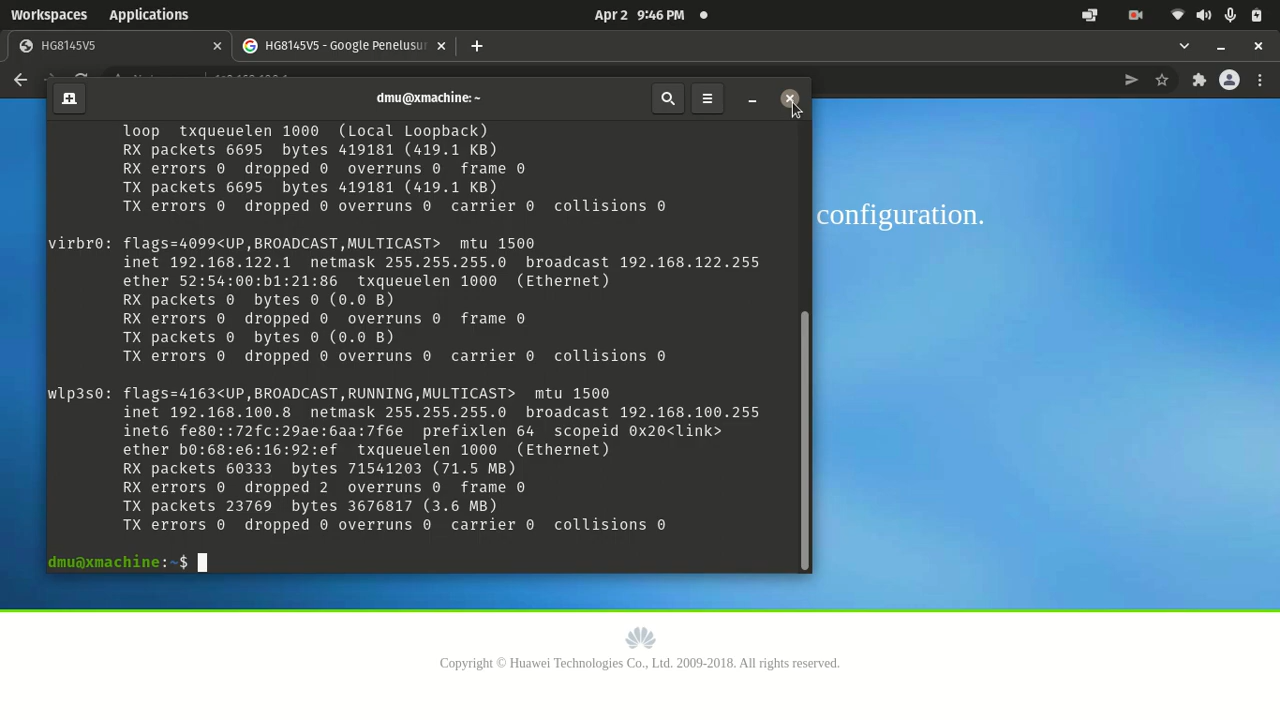 Workspaces Applications Apr 2 9:46 PM
HG8145V5 HG8145V5 - Google Penelusur
dmu@xmachine: ~
loop txqueuelen 1000 (Local Loopback)
RX packets 6695 bytes 419181 (419.1 KB)
RX errors 0 dropped 0 overruns 0 frame 0
TX packets 6695 bytes 419181 (419.1 KB)
TX errors 0 dropped 0 overruns 0 carrier 0 collisions 0
configuration.
virbr0: flags=4099<UP,BROADCAST,MULTICAST> mtu 1500
inet 192.168.122.1 netmask 255.255.255.0 broadcast 192.168.122.255
ether 52:54:00:b1:21:86 txqueuelen 1000 (Ethernet)
RX packets 0 bytes 0 (0.0 B)
RX errors 0 dropped 0 overruns 0 frame 0
TX packets 0 bytes 0 (0.0 B)
TX errors 0 dropped 0 overruns 0 carrier 0 collisions 0
wlp3s0: flags=4163<UP,BROADCAST,RUNNING,MULTICAST> mtu 1500
inet 192.168.100.8 netmask 255.255.255.0 broadcast 192.168.100.255
inet6 fe80::72fc:29ae:6aa:7f6e prefixlen 64 scopeid 0x20<link>
ether b0:68:e6:16:92:ef txqueuelen 1000 (Ethernet)
RX packets 60333 bytes 71541203 (71.5 MB)
RX errors 0 dropped 2 overruns 0 frame 0
TX packets 23769 bytes 3676817 (3.6 MB)
TX errors 0 dropped 0 overruns 0 carrier 0 collisions 0
dmu@xmachine:~$
Copyright © Huawei Technologies Co., Ltd. 2009-2018. All rights reserved.